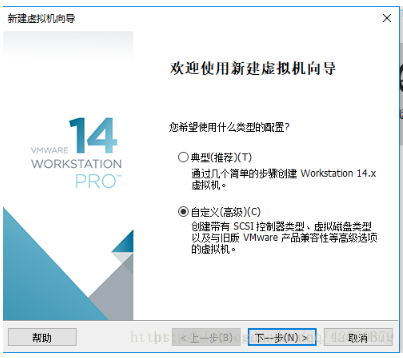 新建虚拟机向导
欢迎使用新建虚拟机向导
14
VMWARE
WORKSTATION
PRO™
您希望使用什么类型的配置?
典型(推荐)(T)
通过几个简单的步骤创建 Workstation 14.x
虚拟机。
自定义(高级)(C)
创建带有 SCSI 控制器类型、虚拟磁盘类型
以及与旧版 VMware 产品兼容性等高级选项
的虚拟机。
帮助
< 上一步(B)
下一步(N) >
取消